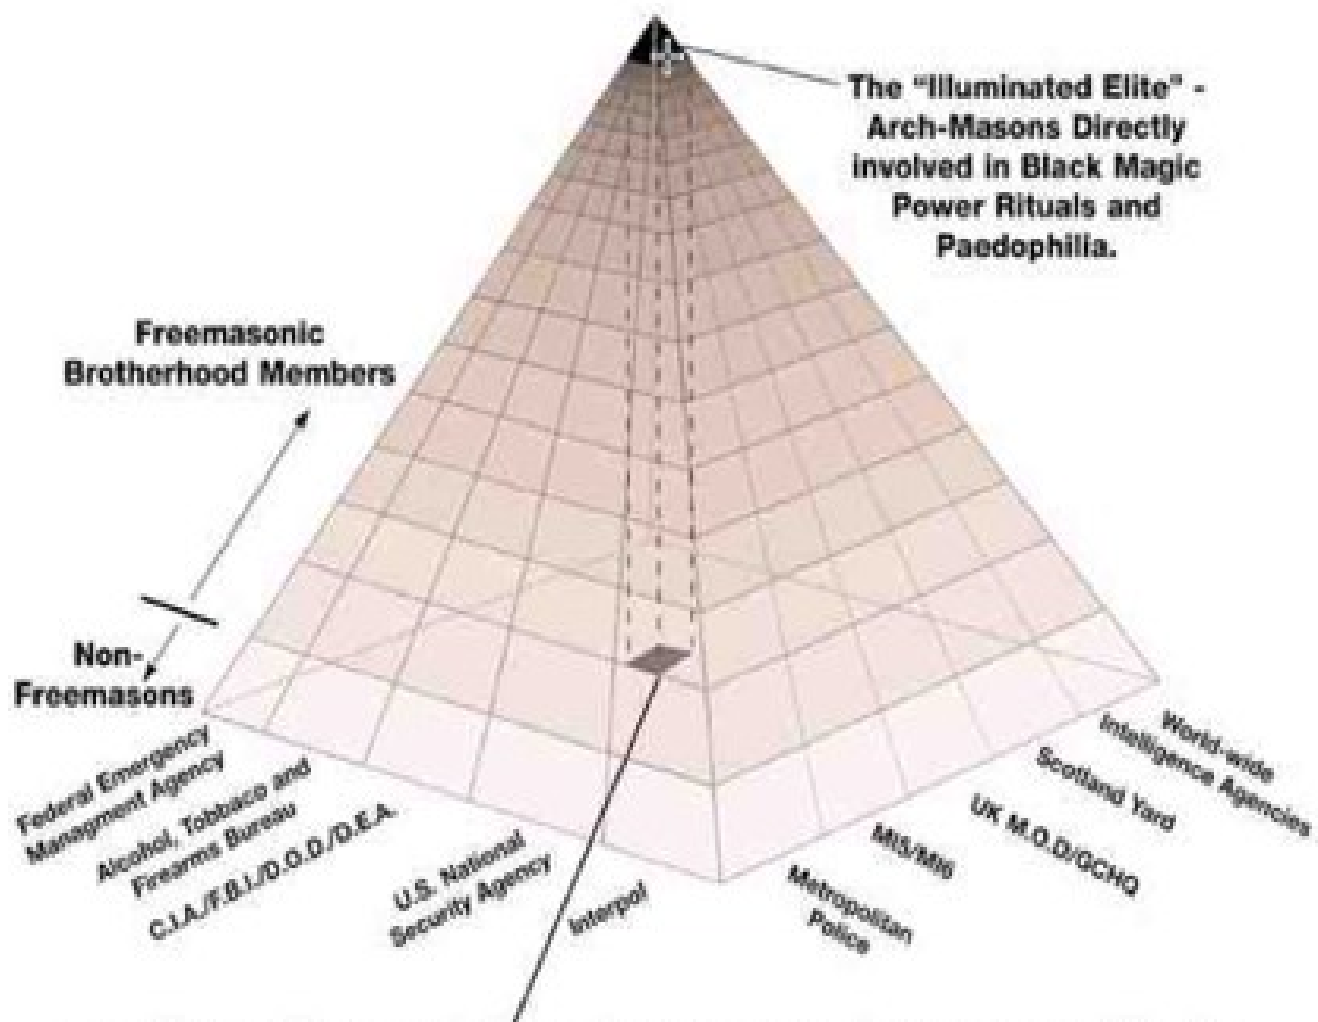 The “Illuminated Elite” -
Arch-Masons Directly
involved in Black Magic
Power Rituals and
Paedophilia.
Freemasonic
Brotherhood Members
Non-
Freemasons
Federal Emergency
Managment Agency
Alcohol, Tobbaco and
Firearms Bureau
C.I.A./F.B.I./D.O.D./D.E.A.
U.S. National
Security Agency
Interpol
Metropolitan
Police
MI5/MI6
UK M.O.D/GCHQ
Scotland Yard
World-wide
Intelligence Agencies